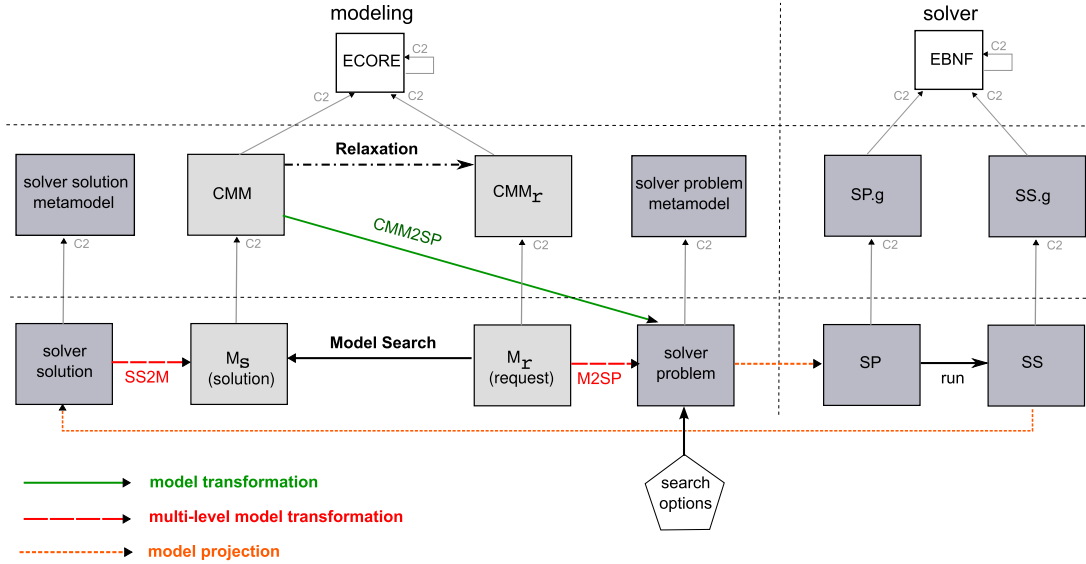 modeling
solver
ECORE
C2
EBNF
C2
C2
C2
C2
C2
Relaxation
solver solution
metamodel
CMM
CMMr
solver problem
metamodel
SP.g
SS.g
CMM2SP
C2
C2
C2
C2
C2
C2
solver
solution
SS2M
Ms
(solution)
Model Search
Mr
(request)
M2SP
solver
problem
SP
run
SS
search
options
model transformation
multi-level model transformation
model projection